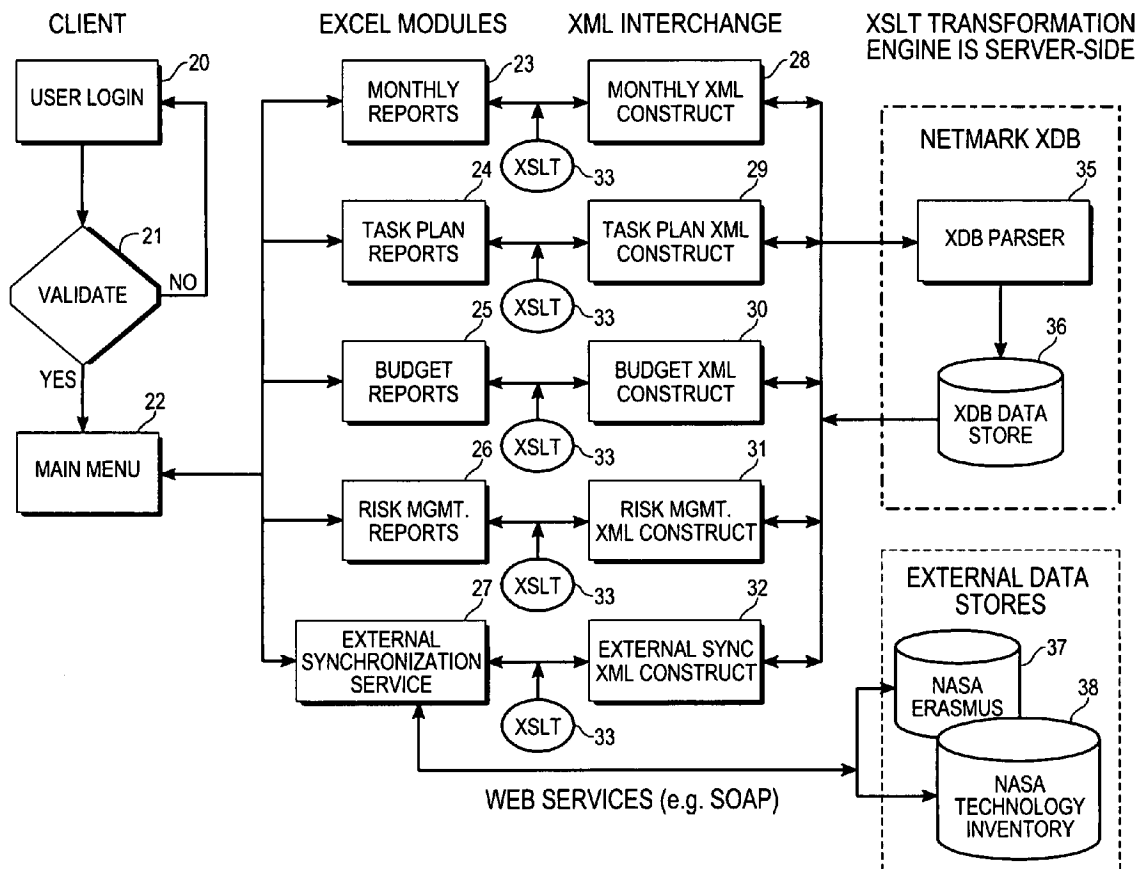 CLIENT
EXCEL MODULES
XML INTERCHANGE
XSLT TRANSFORMATION
ENGINE IS SERVER-SIDE
20
USER LOGIN
21
VALIDATE
NO
YES
22
MAIN MENU
23
MONTHLY
REPORTS
XSLT
33
28
MONTHLY XML
CONSTRUCT
24
TASK PLAN
REPORTS
XSLT
33
29
TASK PLAN XML
CONSTRUCT
25
BUDGET
REPORTS
XSLT
33
30
BUDGET XML
CONSTRUCT
26
RISK MGMT.
REPORTS
XSLT
33
31
RISK MGMT.
XML CONSTRUCT
27
EXTERNAL
SYNCHRONIZATION
SERVICE
XSLT
33
32
EXTERNAL SYNC
XML CONSTRUCT
NETMARK XDB
35
XDB PARSER
36
XDB DATA
STORE
EXTERNAL DATA
STORES
37
NASA
ERASMUS
38
NASA
TECHNOLOGY
INVENTORY
WEB SERVICES (e.g. SOAP)